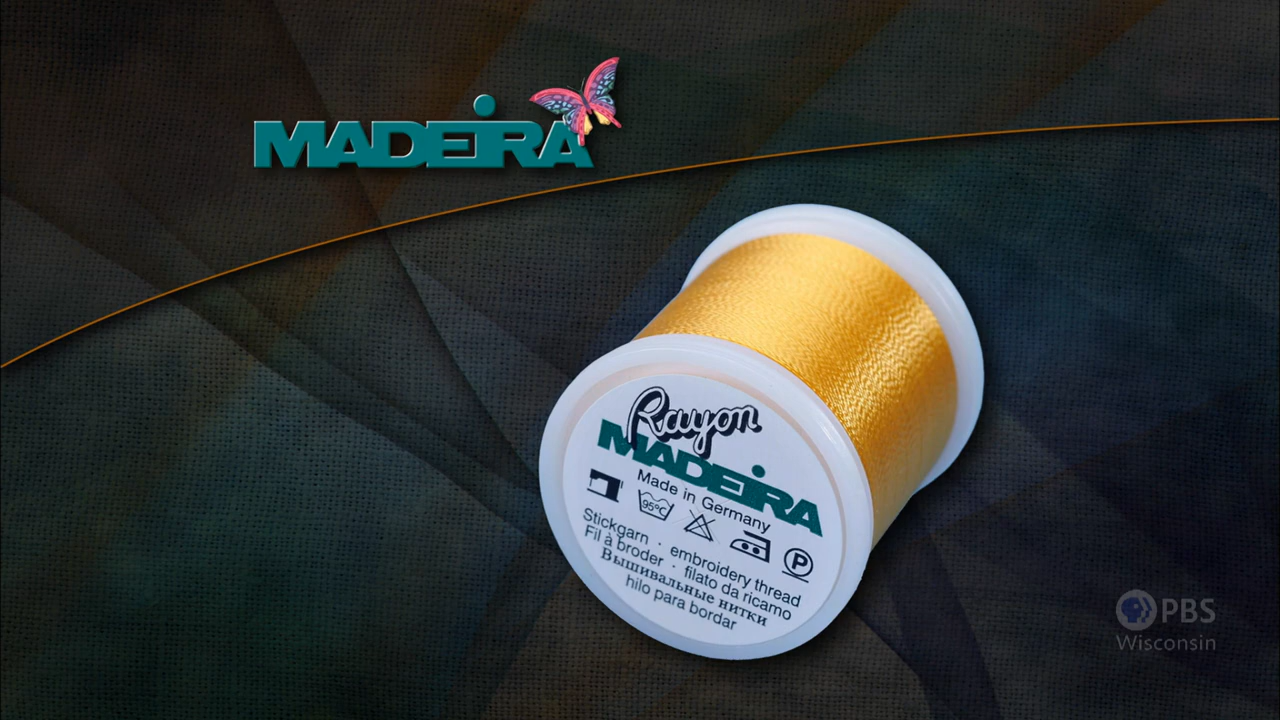 MADEiRA
Rayon
MADEiRA
Made in Germany
95°C
P
Stickgarn · embroidery thread
Fil à broder · filato da ricamo
Вышивальные нитки
hilo para bordar
PBS
Wisconsin